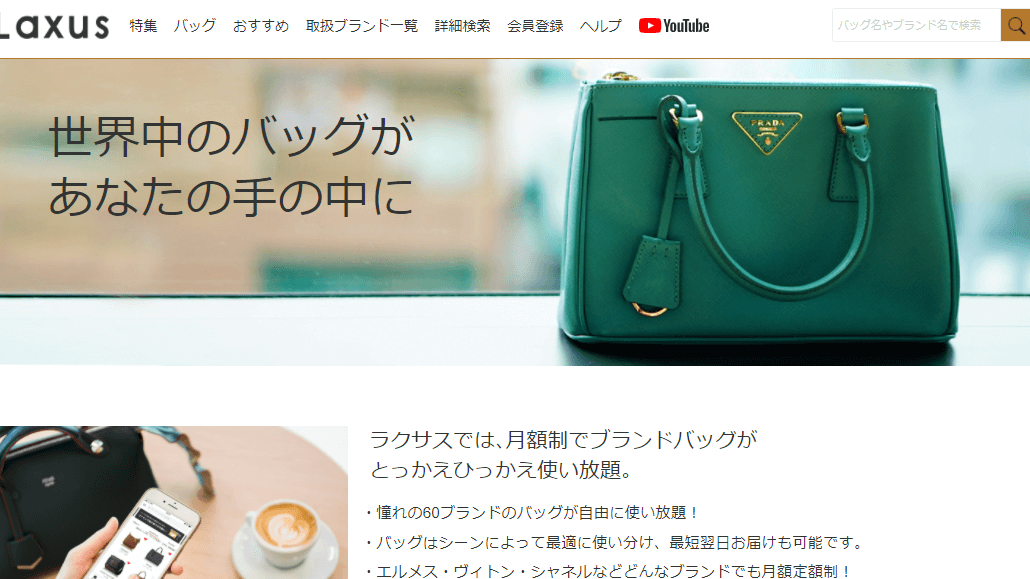 Laxus 特集 バッグ おすすめ 取扱ブランド一覧 詳細検索 会員登録 ヘルプ YouTube バッグ名やブランド名で検索
世界中のバッグが
あなたの手の中に
PRADA
ラクサスでは、月額制でブランドバッグが
とっかえひっかえ使い放題。
・憧れの60ブランドのバッグが自由に使い放題！
・バッグはシーンによって最適に使い分け、最短翌日お届けも可能です。
・エルメス・ヴィトン・シャネルなどどんなブランドでも月額定額制！